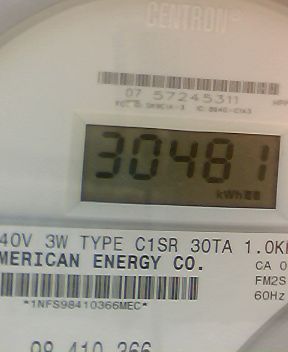 CENTRON®
07 57245311
30481
kWh
40V 3W TYPE C1SR 30TA 1.0K
MERICAN ENERGY CO.
CA 0
FM2S
60Hz
*1NFS98410366MEC*
98 410 366